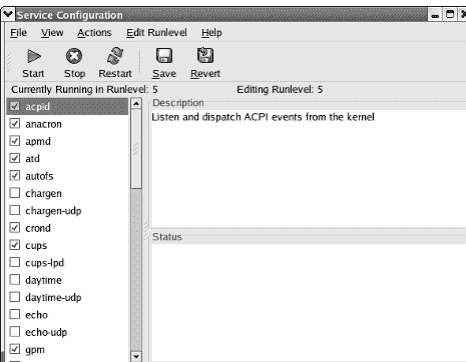 Service Configuration
File View Actions Edit Runlevel Help
Start Stop Restart Save Revert
Currently Running in Runlevel: 5 Editing Runlevel: 5
acpid
anacron
apmd
atd
autofs
chargen
chargen-udp
crond
cups
cups-lpd
daytime
daytime-udp
echo
echo-udp
gpm
Description
Listen and dispatch ACPI events from the kernel
Status